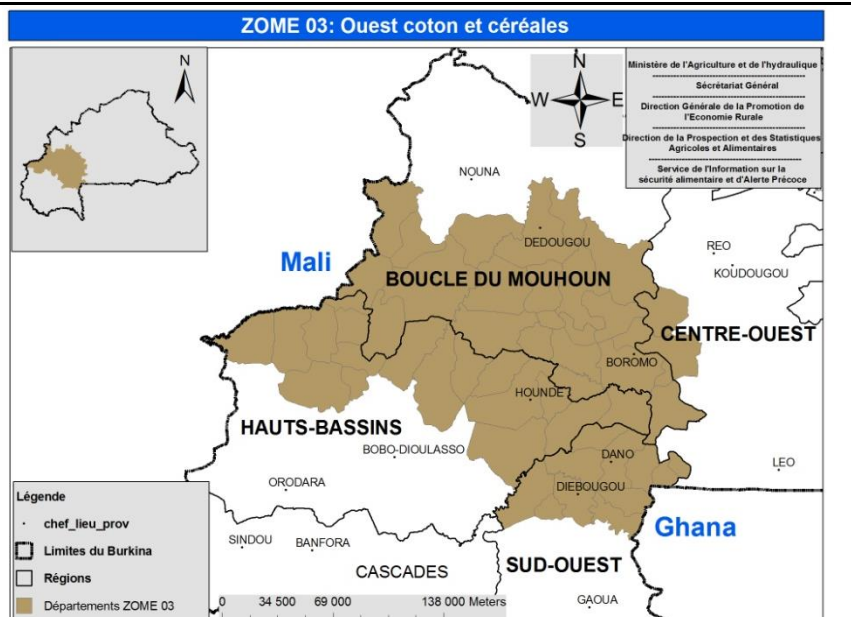 ZOME 03: Ouest coton et céréales
N
N
W
E
S
Ministère de l'Agriculture et de l'hydraulique
Sécrétariat Général
Direction Générale de la Promotion de
l'Economie Rurale
Direction de la Prospection et des Statistiques
Agricoles et Alimentaires
Service de l'Information sur la
sécurité alimentaire et d'Alerte Précoce
NOUNA
DEDOUGOU
REO
KOUDOUGOU
Mali
BOUCLE DU MOUHOUN
CENTRE-OUEST
BOROMO
HOUNDE
HAUTS-BASSINS
BOBO-DIOULASSO
DANO
LEO
ORODARA
DIEBOUGOU
Ghana
SINDOU
BANFORA
CASCADES
SUD-OUEST
GAOUA
Légende
chef_lieu_prov
Limites du Burkina
Régions
Départements ZOME 03
0 34 500 69 000 138 000 Meters